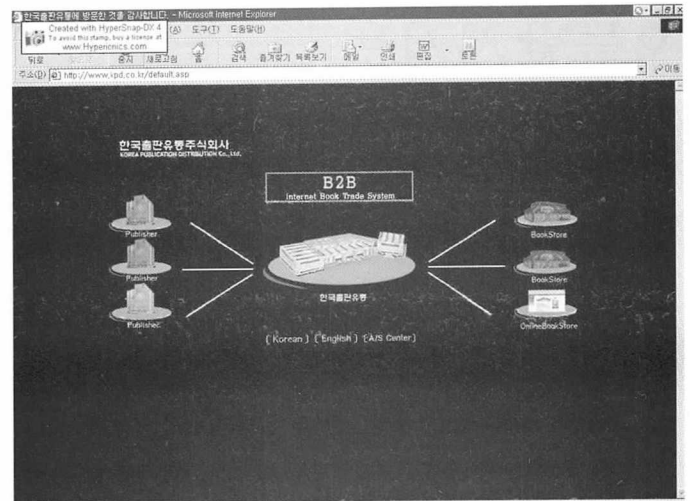 한국출판유통에 방문한 것을 감사합니다. - Microsoft Internet Explorer
Created with HyperSnap-DX 4
To avoid this stamp, buy a license at
www.Hyperionics.com
(A) 도구(T) 도움말(H)
뒤로 중지 새로고침 홈 검색 즐겨찾기 목록보기 메일 인쇄 편집 토론
주소(D) http://www.kpd.co.kr/default.asp 이동
한국출판유통주식회사
KOREA PUBLICATION DISTRIBUTION Co., Ltd.
B2B
Internet Book Trade System
Publisher
BookStore
Publisher
BookStore
한국출판유통
Publisher
OnlineBookStore
[ Korean ] [ English ] [ A/S Center ]